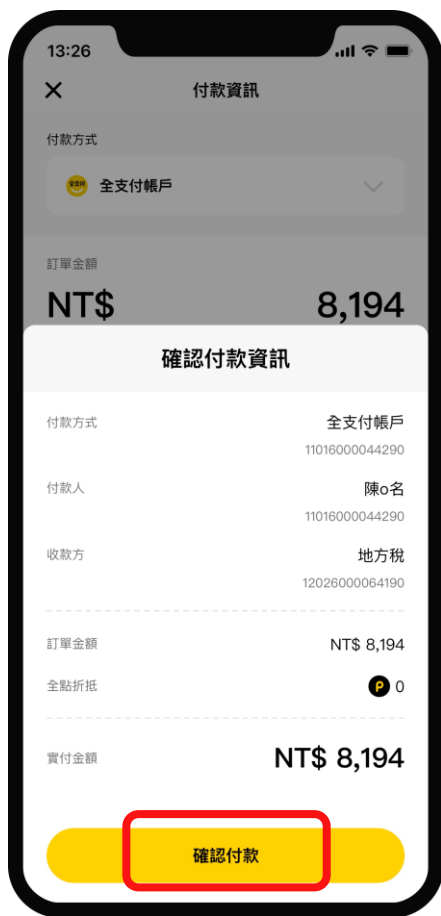 13:26
付款資訊
付款方式
全支付 全支付帳戶
訂單金額
NT$ 8,194
確認付款資訊
付款方式 全支付帳戶
11016000044290
付款人 陳o名
11016000044290
收款方 地方稅
12026000064190
訂單金額 NT$ 8,194
全點折抵 P 0
實付金額 NT$ 8,194
確認付款